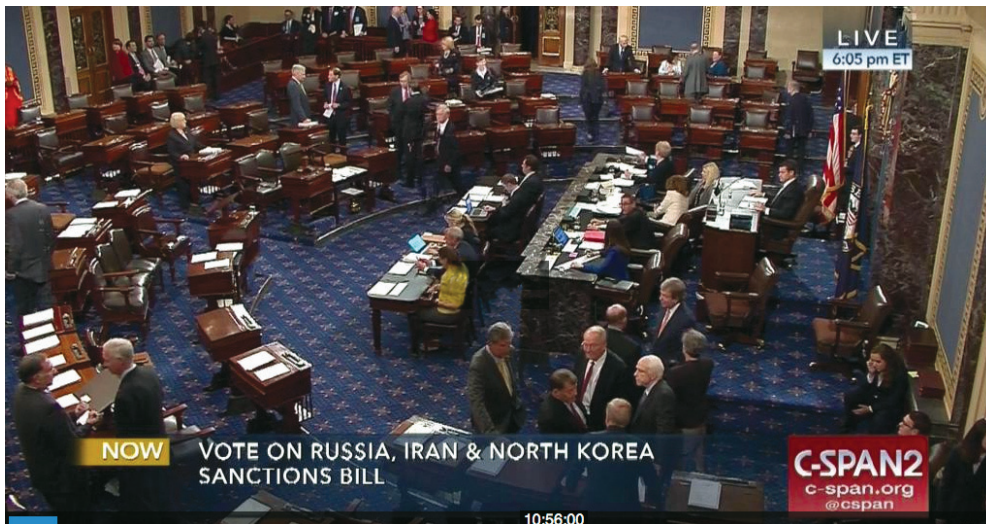 LIVE
6:05 pm ET
NOW
VOTE ON RUSSIA, IRAN & NORTH KOREA
SANCTIONS BILL
C-SPAN2
c-span.org
@cspan
10:56:00